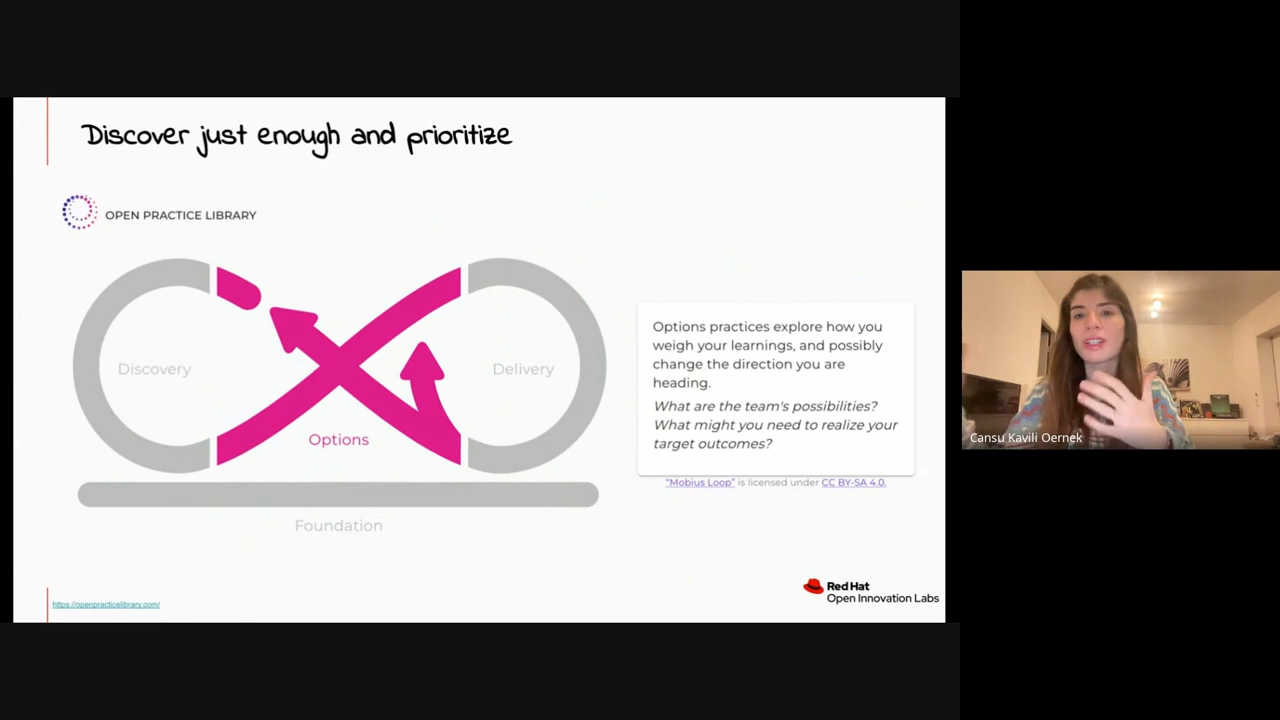 Discover just enough and prioritize
OPEN PRACTICE LIBRARY
Discovery
Delivery
Options
Foundation
Options practices explore how you
weigh your learnings, and possibly
change the direction you are
heading.
What are the team's possibilities?
What might you need to realize your
target outcomes?
“Mobius Loop” is licensed under CC BY-SA 4.0.
https://openpracticelibrary.com/
Red Hat
Open Innovation Labs
Cansu Kavili Oernek